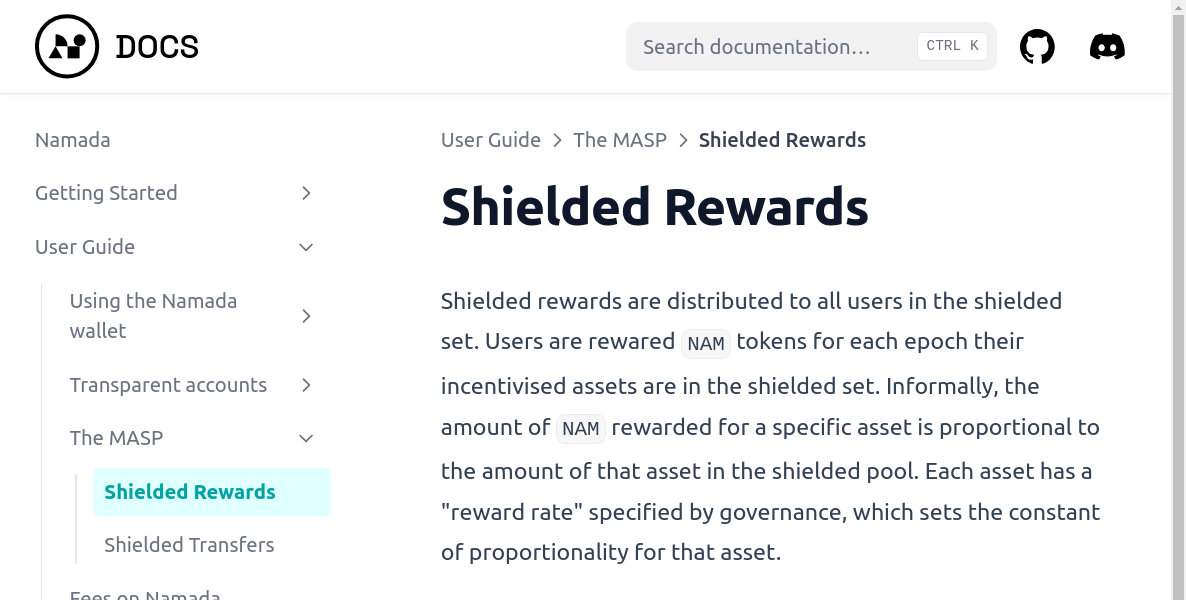 DOCS
Search documentation…
CTRL K
Namada
Getting Started
User Guide
Using the Namada
wallet
Transparent accounts
The MASP
Shielded Rewards
Shielded Transfers
Fees on Namada
User Guide > The MASP > Shielded Rewards
Shielded Rewards
Shielded rewards are distributed to all users in the shielded
set. Users are rewared NAM tokens for each epoch their
incentivised assets are in the shielded set. Informally, the
amount of NAM rewarded for a specific asset is proportional to
the amount of that asset in the shielded pool. Each asset has a
"reward rate" specified by governance, which sets the constant
of proportionality for that asset.